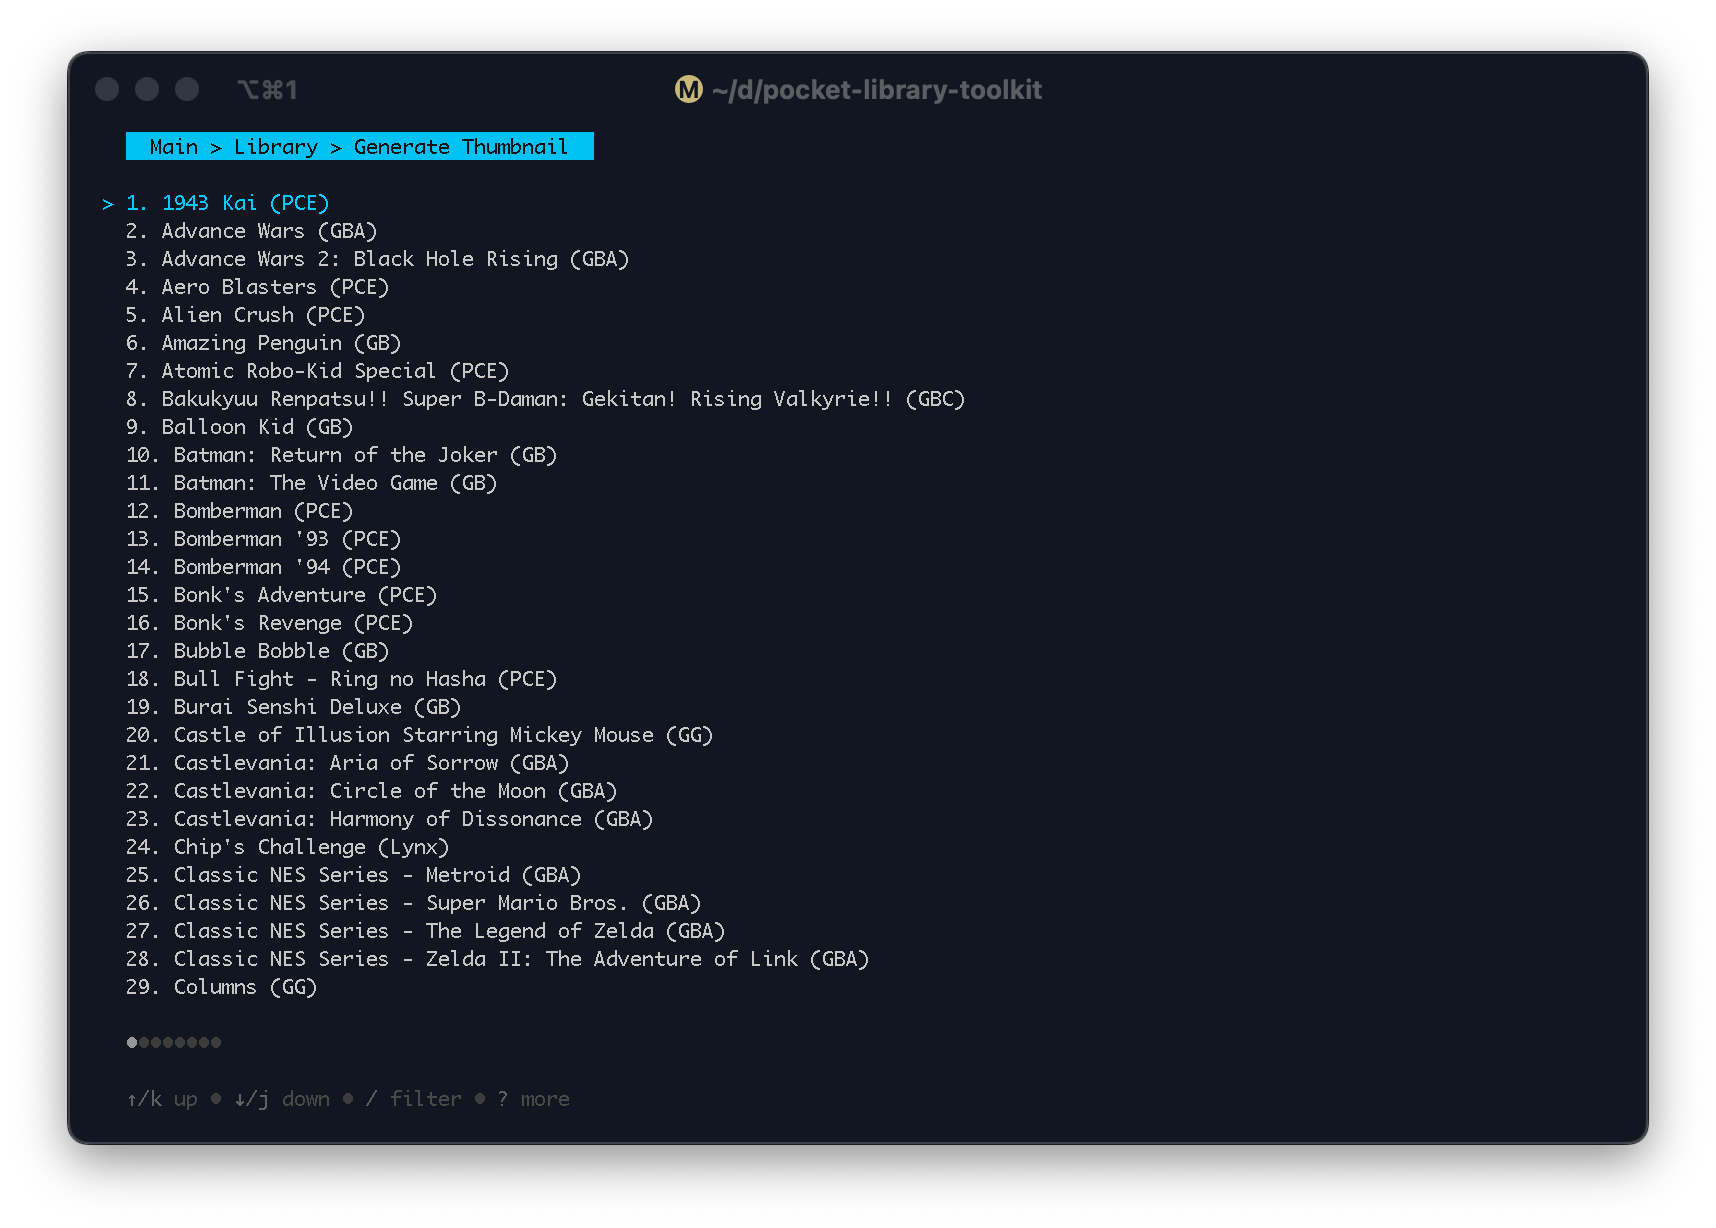 ⌥⌘1
M ~/d/pocket-library-toolkit
Main > Library > Generate Thumbnail
> 1. 1943 Kai (PCE)
2. Advance Wars (GBA)
3. Advance Wars 2: Black Hole Rising (GBA)
4. Aero Blasters (PCE)
5. Alien Crush (PCE)
6. Amazing Penguin (GB)
7. Atomic Robo-Kid Special (PCE)
8. Bakukyuu Renpatsu!! Super B-Daman: Gekitan! Rising Valkyrie!! (GBC)
9. Balloon Kid (GB)
10. Batman: Return of the Joker (GB)
11. Batman: The Video Game (GB)
12. Bomberman (PCE)
13. Bomberman '93 (PCE)
14. Bomberman '94 (PCE)
15. Bonk's Adventure (PCE)
16. Bonk's Revenge (PCE)
17. Bubble Bobble (GB)
18. Bull Fight - Ring no Hasha (PCE)
19. Burai Senshi Deluxe (GB)
20. Castle of Illusion Starring Mickey Mouse (GG)
21. Castlevania: Aria of Sorrow (GBA)
22. Castlevania: Circle of the Moon (GBA)
23. Castlevania: Harmony of Dissonance (GBA)
24. Chip's Challenge (Lynx)
25. Classic NES Series - Metroid (GBA)
26. Classic NES Series - Super Mario Bros. (GBA)
27. Classic NES Series - The Legend of Zelda (GBA)
28. Classic NES Series - Zelda II: The Adventure of Link (GBA)
29. Columns (GG)
↑/k up • ↓/j down • / filter • ? more